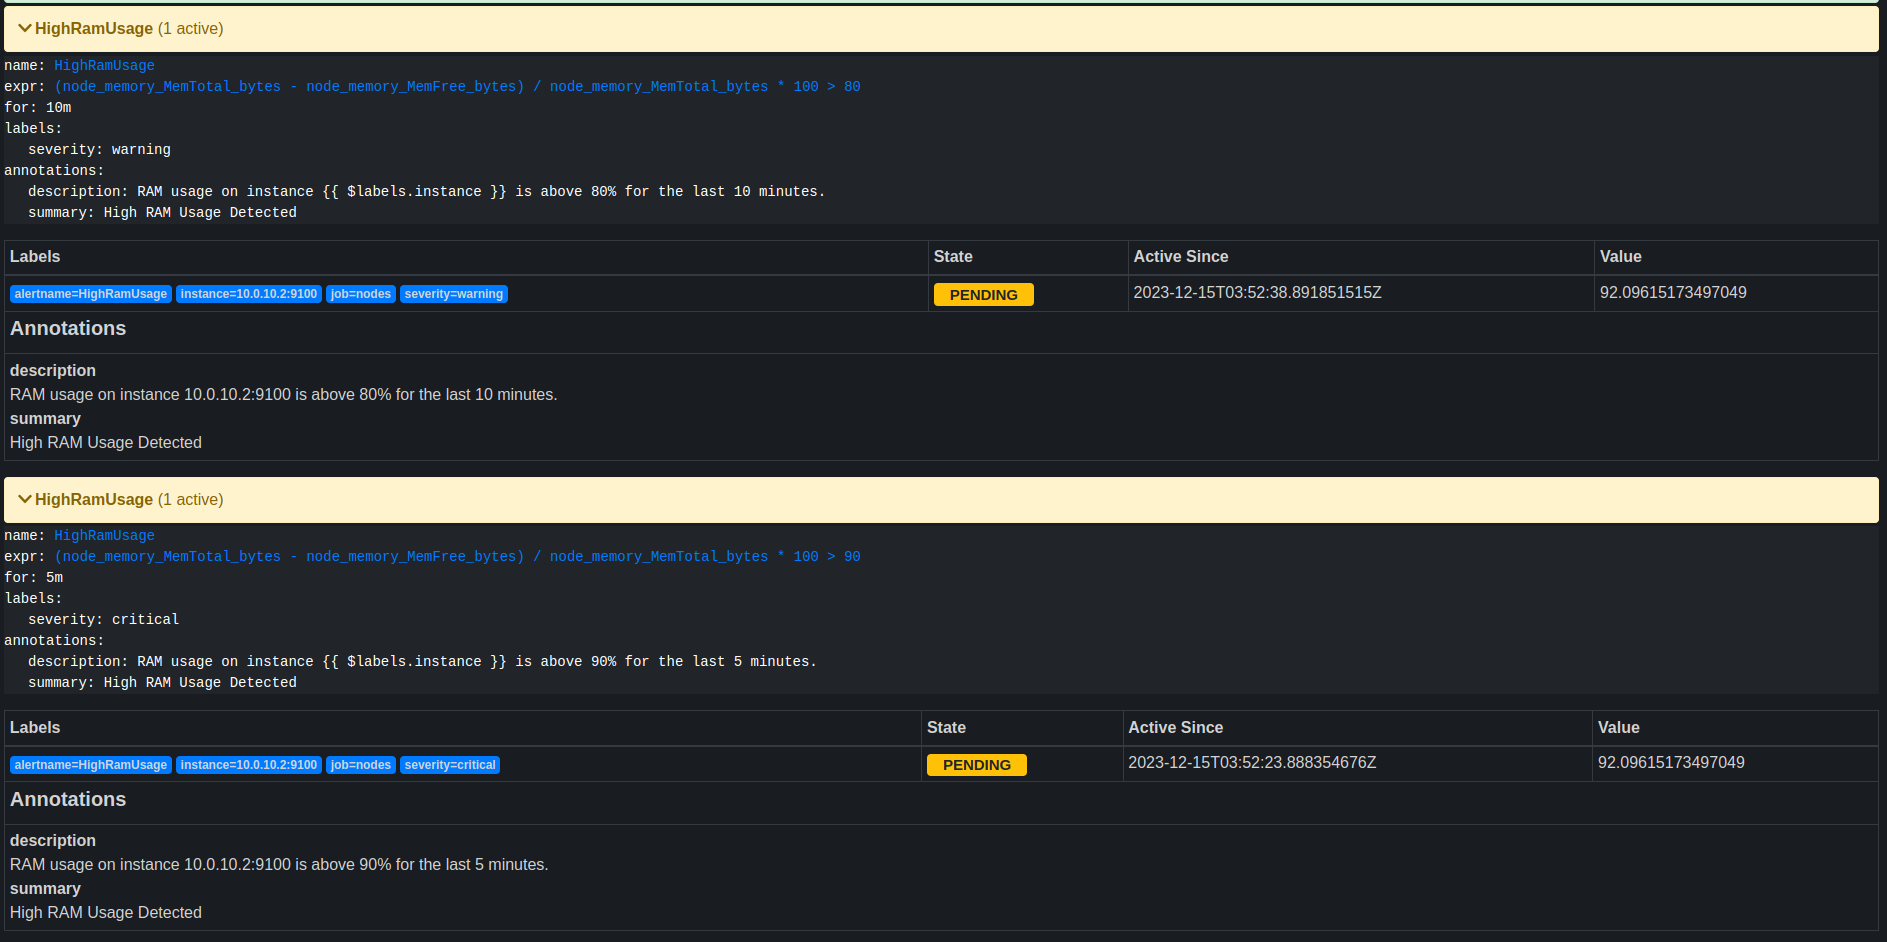 HighRamUsage (1 active)
name: HighRamUsage
expr: (node_memory_MemTotal_bytes - node_memory_MemFree_bytes) / node_memory_MemTotal_bytes * 100 > 80
for: 10m
labels:
severity: warning
annotations:
description: RAM usage on instance {{ $labels.instance }} is above 80% for the last 10 minutes.
summary: High RAM Usage Detected
Labels State Active Since Value
alertname=HighRamUsage instance=10.0.10.2:9100 job=nodes severity=warning PENDING 2023-12-15T03:52:38.891851515Z 92.09615173497049
Annotations
description
RAM usage on instance 10.0.10.2:9100 is above 80% for the last 10 minutes.
summary
High RAM Usage Detected
HighRamUsage (1 active)
name: HighRamUsage
expr: (node_memory_MemTotal_bytes - node_memory_MemFree_bytes) / node_memory_MemTotal_bytes * 100 > 90
for: 5m
labels:
severity: critical
annotations:
description: RAM usage on instance {{ $labels.instance }} is above 90% for the last 5 minutes.
summary: High RAM Usage Detected
Labels State Active Since Value
alertname=HighRamUsage instance=10.0.10.2:9100 job=nodes severity=critical PENDING 2023-12-15T03:52:23.888354676Z 92.09615173497049
Annotations
description
RAM usage on instance 10.0.10.2:9100 is above 90% for the last 5 minutes.
summary
High RAM Usage Detected